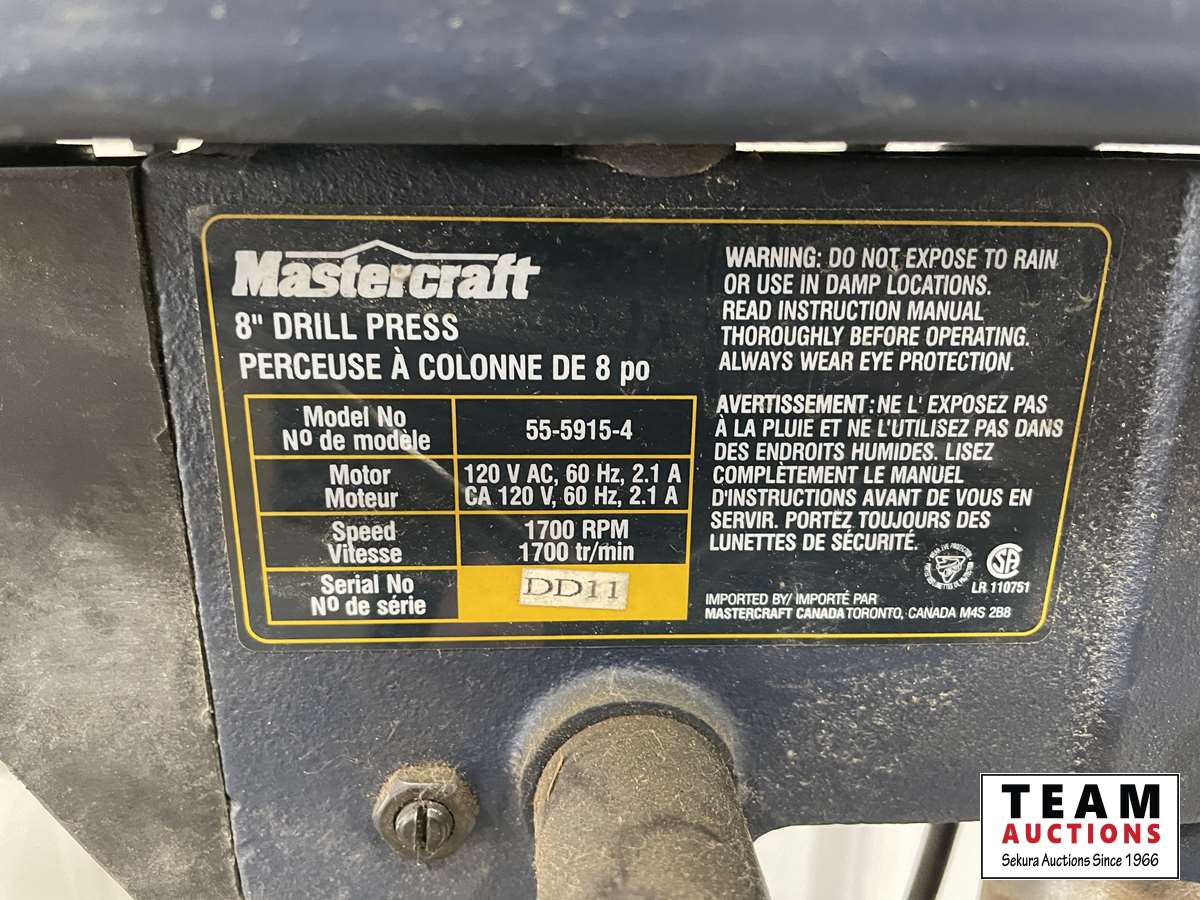 Mastercraft
8" DRILL PRESS
PERCEUSE À COLONNE DE 8 po
Model No
Nº de modèle
55-5915-4
Motor
Moteur
120 V AC, 60 Hz, 2.1 A
CA 120 V, 60 Hz, 2.1 A
Speed
Vitesse
1700 RPM
1700 tr/min
Serial No
Nº de série
DD11
WARNING: DO NOT EXPOSE TO RAIN
OR USE IN DAMP LOCATIONS.
READ INSTRUCTION MANUAL
THOROUGHLY BEFORE OPERATING.
ALWAYS WEAR EYE PROTECTION.
AVERTISSEMENT: NE L' EXPOSEZ PAS
À LA PLUIE ET NE L'UTILISEZ PAS DANS
DES ENDROITS HUMIDES. LISEZ
COMPLÈTEMENT LE MANUEL
D'INSTRUCTIONS AVANT DE VOUS EN
SERVIR. PORTEZ TOUJOURS DES
LUNETTES DE SÉCURITÉ.
WEAR EYE PROTECTION
LR 110751
IMPORTED BY/ IMPORTÉ PAR
MASTERCRAFT CANADA TORONTO, CANADA M4S 2B8
TEAM
AUCTIONS
Sekura Auctions Since 1966